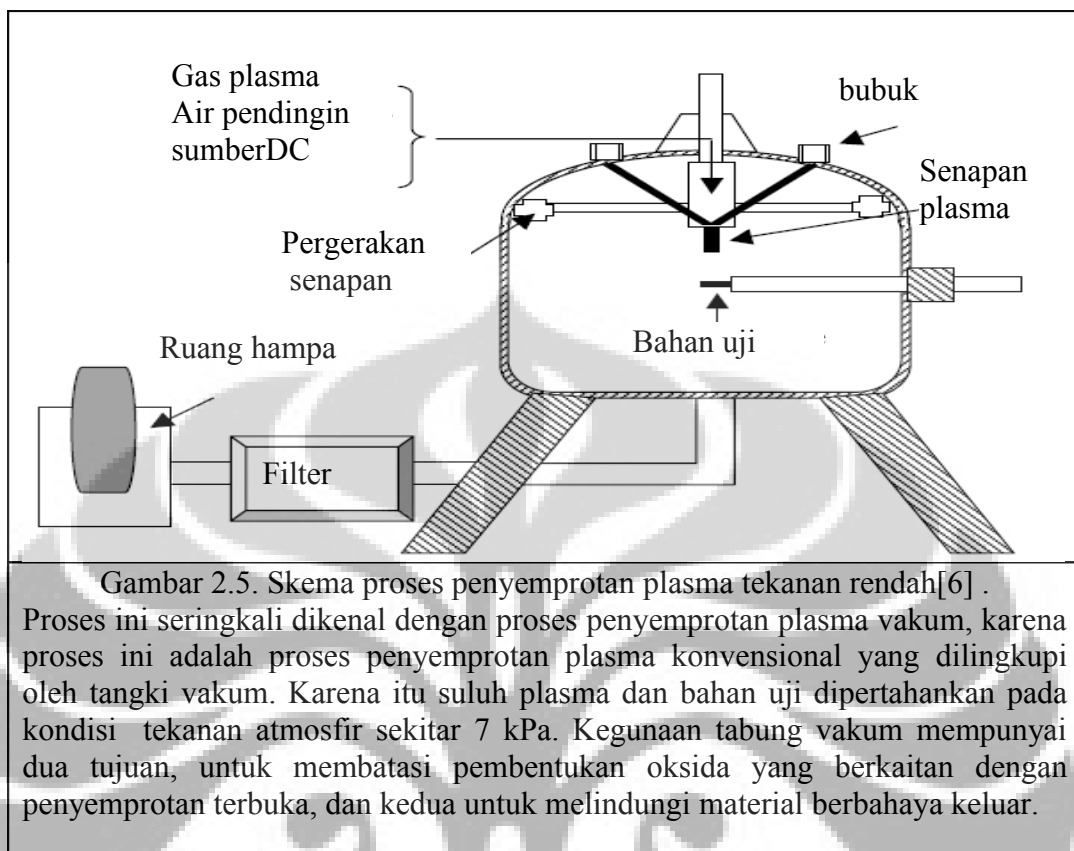 Gas plasma
Air pendingin
sumberDC
bubuk
Senapan
plasma
Pergerakan
senapan
Bahan uji
Ruang hampa
Filter
Gambar 2.5. Skema proses penyemprotan plasma tekanan rendah[6] .
Proses ini seringkali dikenal dengan proses penyemprotan plasma vakum, karena
proses ini adalah proses penyemprotan plasma konvensional yang dilingkupi
oleh tangki vakum. Karena itu suluh plasma dan bahan uji dipertahankan pada
kondisi tekanan atmosfir sekitar 7 kPa. Kegunaan tabung vakum mempunyai
dua tujuan, untuk membatasi pembentukan oksida yang berkaitan dengan
penyemprotan terbuka, dan kedua untuk melindungi material berbahaya keluar.